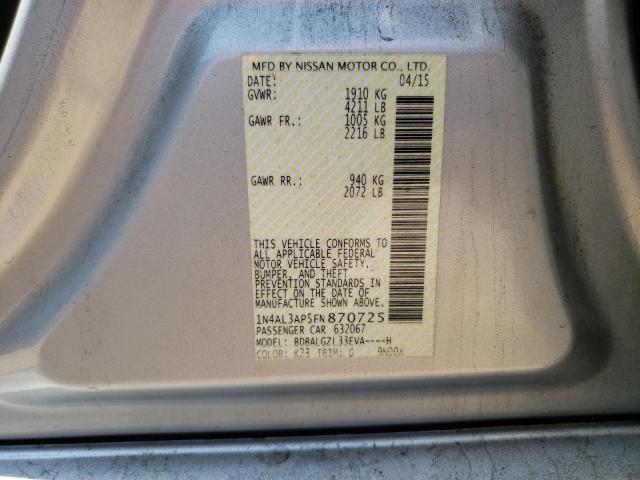 MFD BY NISSAN MOTOR CO., LTD.
DATE: 04/15
GVWR: 1910 KG
4211 LB
GAWR FR.: 1005 KG
2216 LB
GAWR RR.: 940 KG
2072 LB
THIS VEHICLE CONFORMS TO
ALL APPLICABLE FEDERAL
MOTOR VEHICLE SAFETY,
BUMPER, AND THEFT
PREVENTION STANDARDS IN
EFFECT ON THE DATE OF
MANUFACTURE SHOWN ABOVE.
1N4AL3AP5FN870725
PASSENGER CAR 632067
MODEL: BDBALGZL33EVA----H
COLOR: K23 TRIM: G